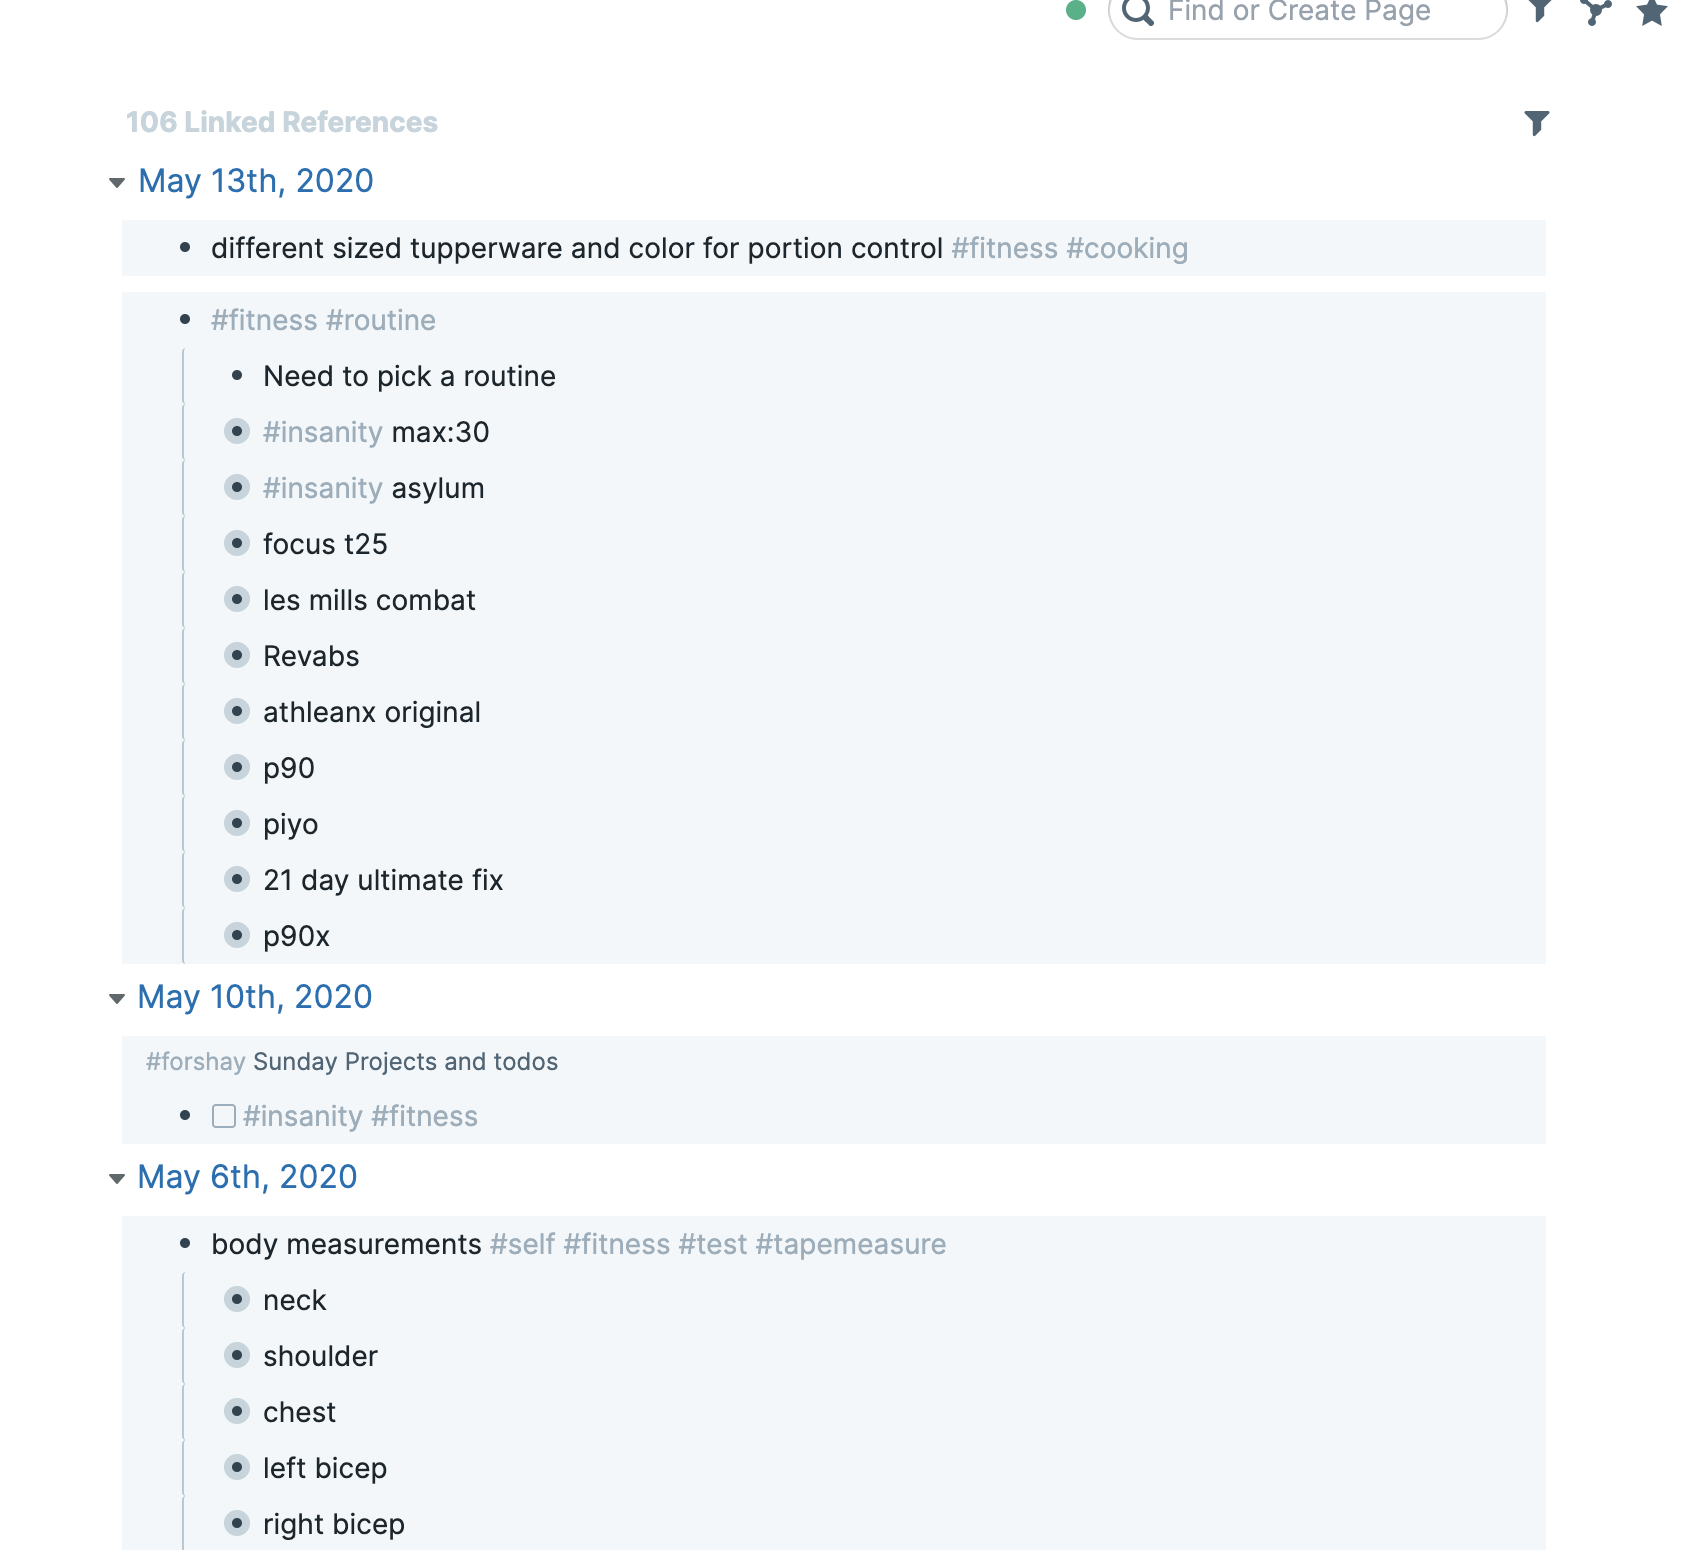 Find or Create Page
106 Linked References
May 13th, 2020
different sized tupperware and color for portion control #fitness #cooking
#fitness #routine
Need to pick a routine
#insanity max:30
#insanity asylum
focus t25
les mills combat
Revabs
athleanx original
p90
piyo
21 day ultimate fix
p90x
May 10th, 2020
#forshay Sunday Projects and todos
#insanity #fitness
May 6th, 2020
body measurements #self #fitness #test #tapemeasure
neck
shoulder
chest
left bicep
right bicep